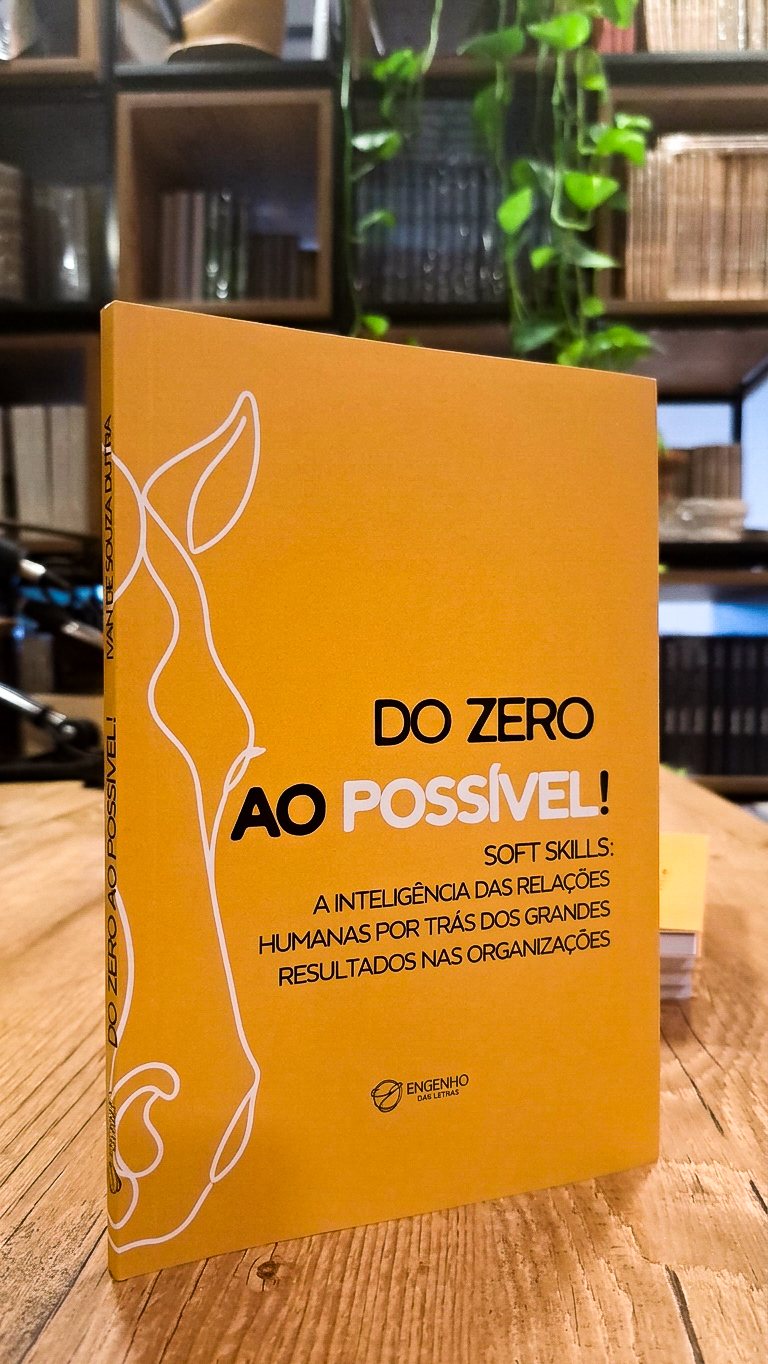 DO ZERO
AO POSSÍVEL!
SOFT SKILLS:
A INTELIGÊNCIA DAS RELAÇÕES
HUMANAS POR TRÁS DOS GRANDES
RESULTADOS NAS ORGANIZAÇÕES
ENGENHO
DAS LETRAS
DO ZERO AO POSSÍVEL! IVAN DE SOUZA DUTRA